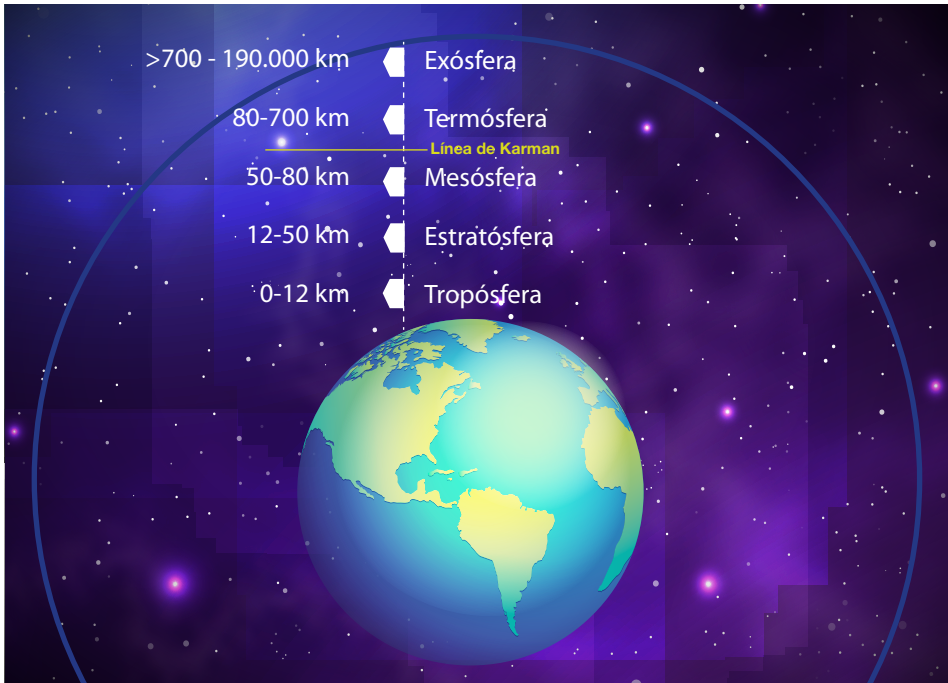 >700 - 190.000 km Exósfera
80-700 km Termósfera
Línea de Karman
50-80 km Mesósfera
12-50 km Estratósfera
0-12 km Tropósfera